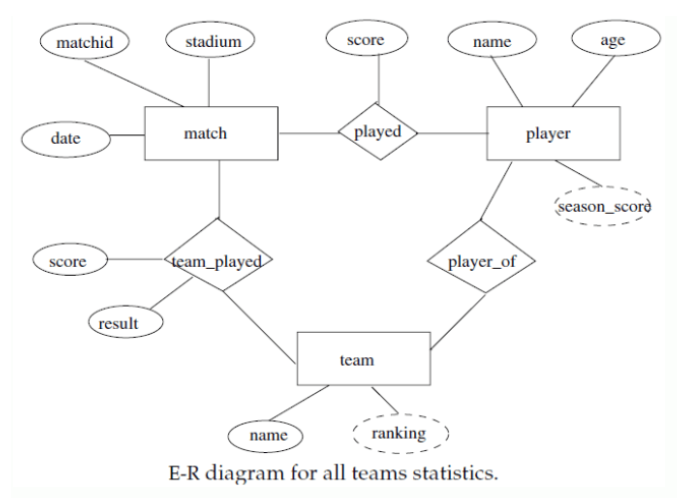 matchid
stadium
score
name
age
date
match
played
player
season_score
score
team_played
player_of
result
team
name
ranking
E-R diagram for all teams statistics.